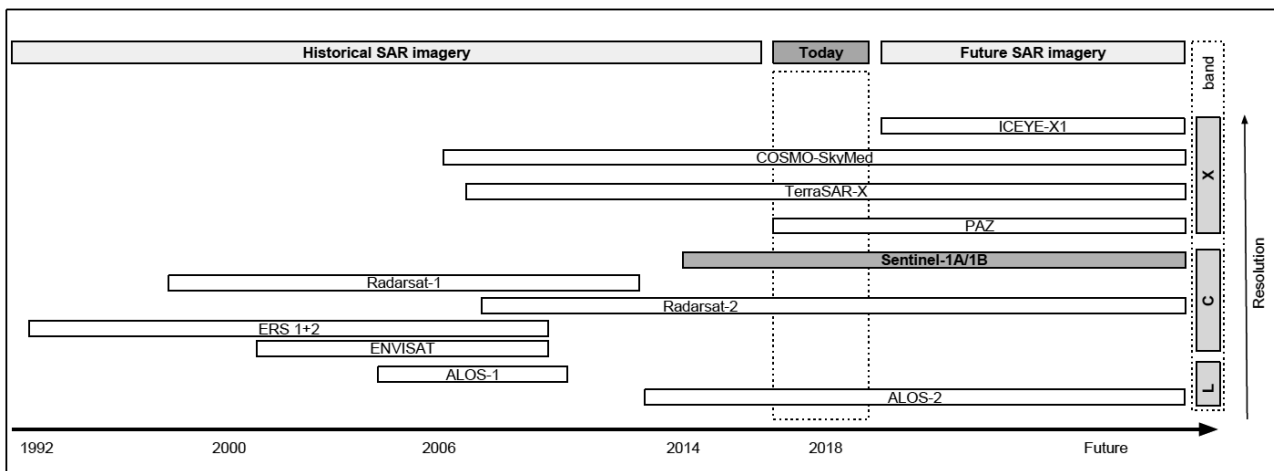 Historical SAR imagery
Today
Future SAR imagery
band
ICEYE-X1
COSMO-SkyMed
TerraSAR-X
PAZ
X
Sentinel-1A/1B
Radarsat-1
Radarsat-2
ERS 1+2
ENVISAT
C
ALOS-1
ALOS-2
L
Resolution
1992
2000
2006
2014
2018
Future